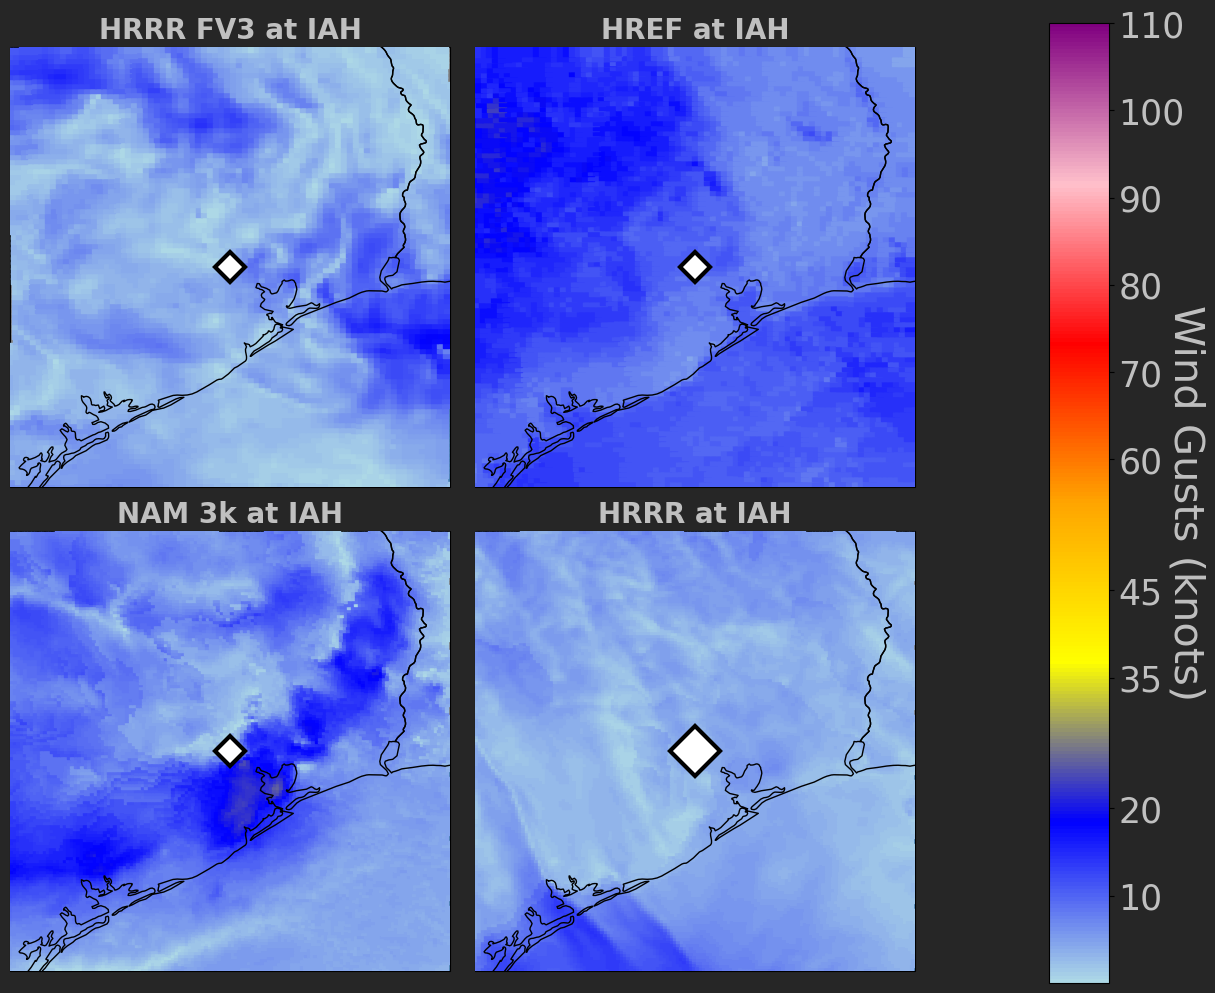 HRRR FV3 at IAH
HREF at IAH
NAM 3k at IAH
HRRR at IAH
110
100
90
80
70
60
45
35
20
10
Wind Gusts (knots)